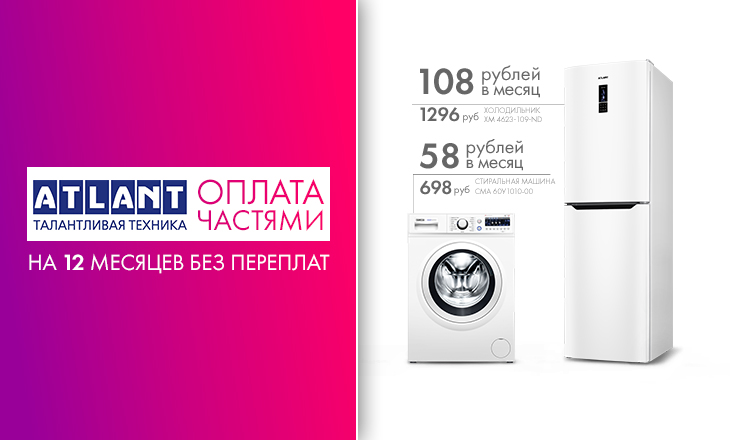 ATLANT
ТАЛАНТЛИВАЯ ТЕХНИКА
ОПЛАТА
ЧАСТЯМИ
НА 12 МЕСЯЦЕВ БЕЗ ПЕРЕПЛАТ
108 рублей
в месяц
1296 руб ХОЛОДИЛЬНИК
ХМ 4623-109-ND
58 рублей
в месяц
698 руб СТИРАЛЬНАЯ МАШИНА
СМА 60У1010-00